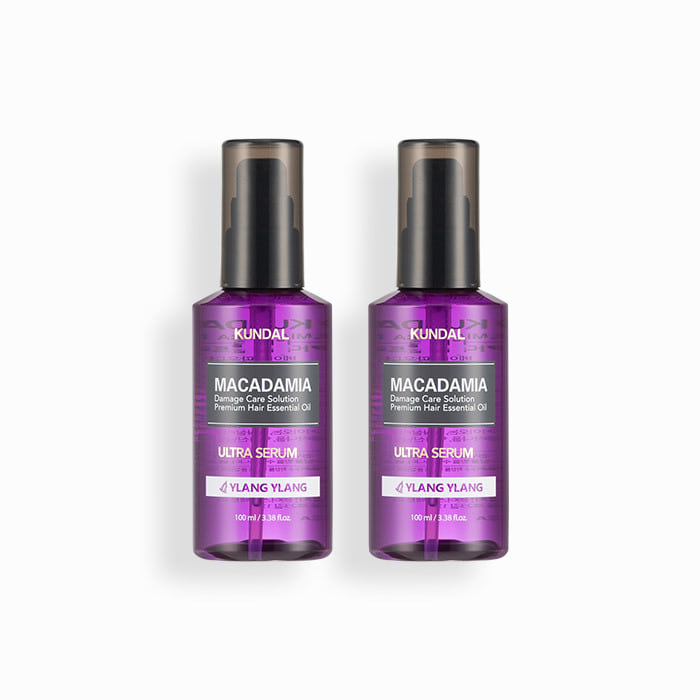 KUNDAL
MACADAMIA
Damage Care Solution
Premium Hair Essential Oil
ULTRA SERUM
YLANG YLANG
100 ml / 3.38 fl.oz.
KUNDAL
MACADAMIA
Damage Care Solution
Premium Hair Essential Oil
ULTRA SERUM
YLANG YLANG
100 ml / 3.38 fl.oz.